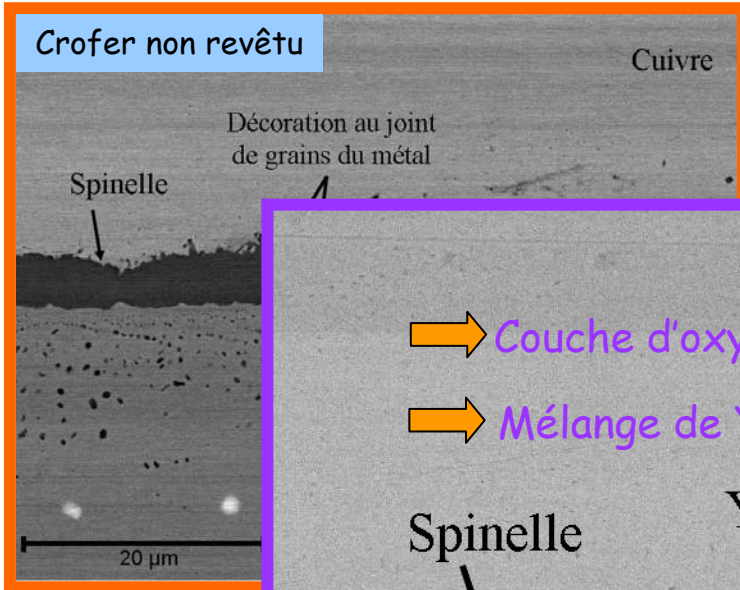 Crofer non revêtu
Cuivre
Décoration au joint
de grains du métal
Spinelle
Couche d'oxy
Mélange de
Spinelle
20 µm